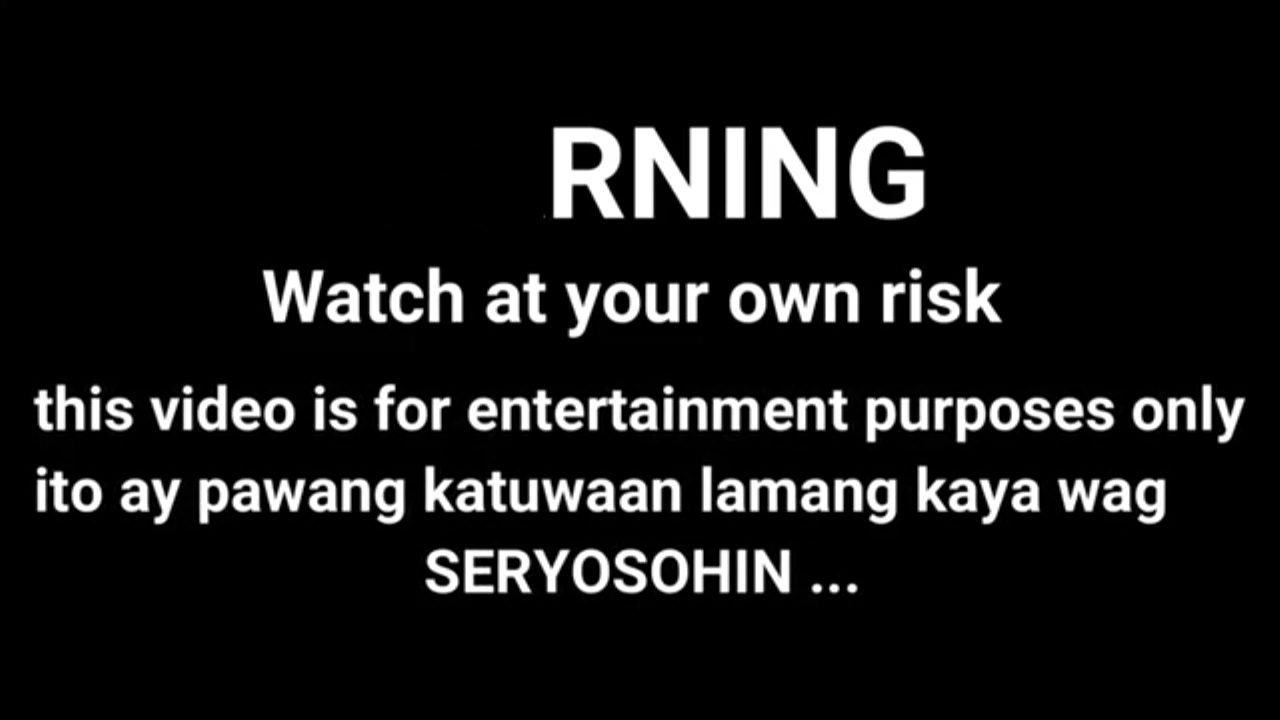 RNING
Watch at your own risk
this video is for entertainment purposes only
ito ay pawang katuwaan lamang kaya wag
SERYOSOHIN ...